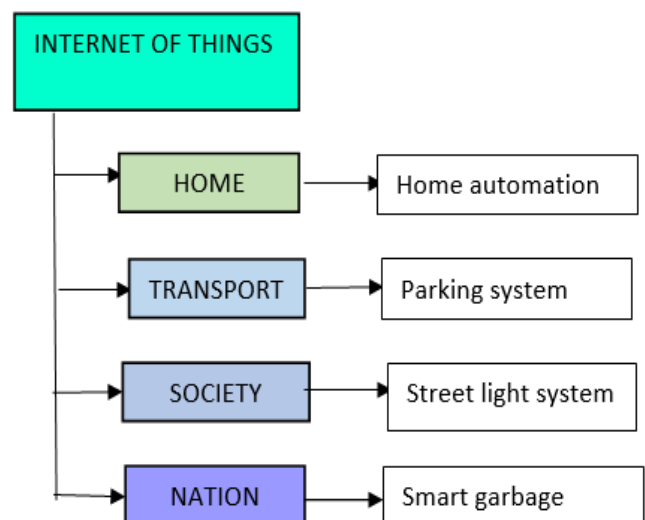 INTERNET OF THINGS
HOME
Home automation
TRANSPORT
Parking system
SOCIETY
Street light system
NATION
Smart garbage